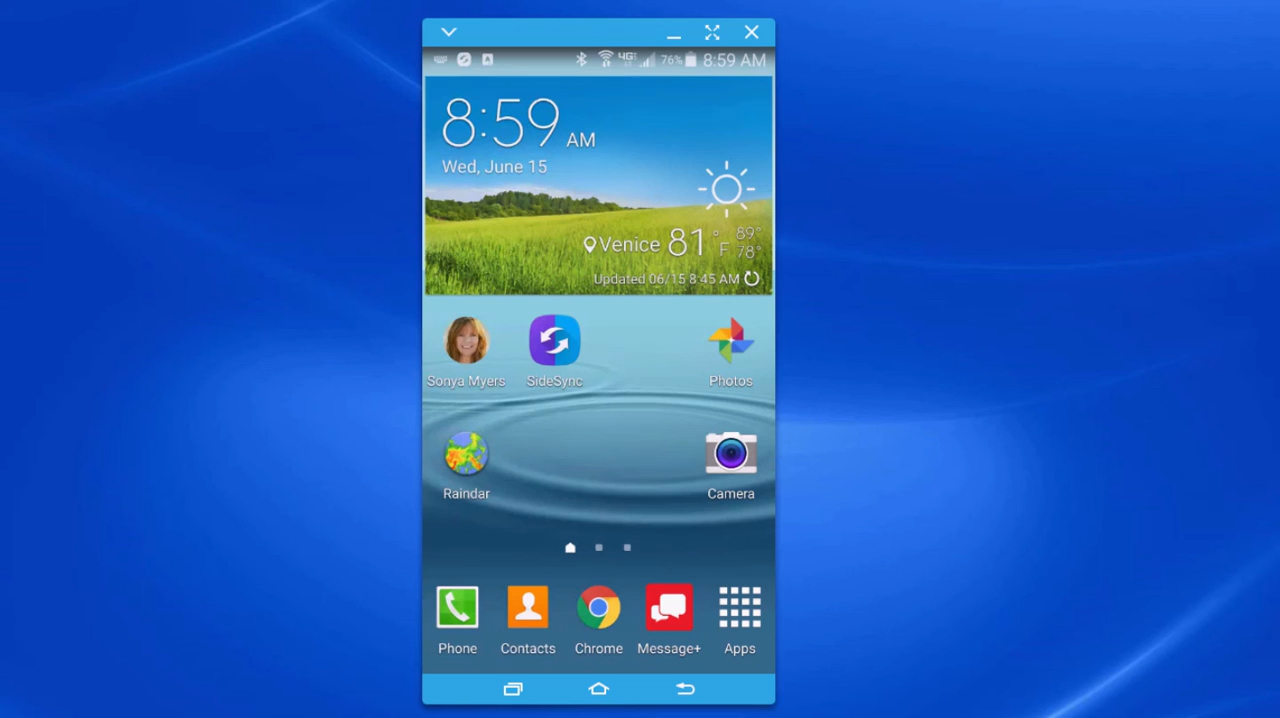 4G 76% 8:59 AM
8:59 AM
Wed, June 15
Venice 81 °F 89° 78°
Updated 06/15 8:45 AM
Sonya Myers SideSync Photos
Raindar Camera
Phone Contacts Chrome Message+ Apps